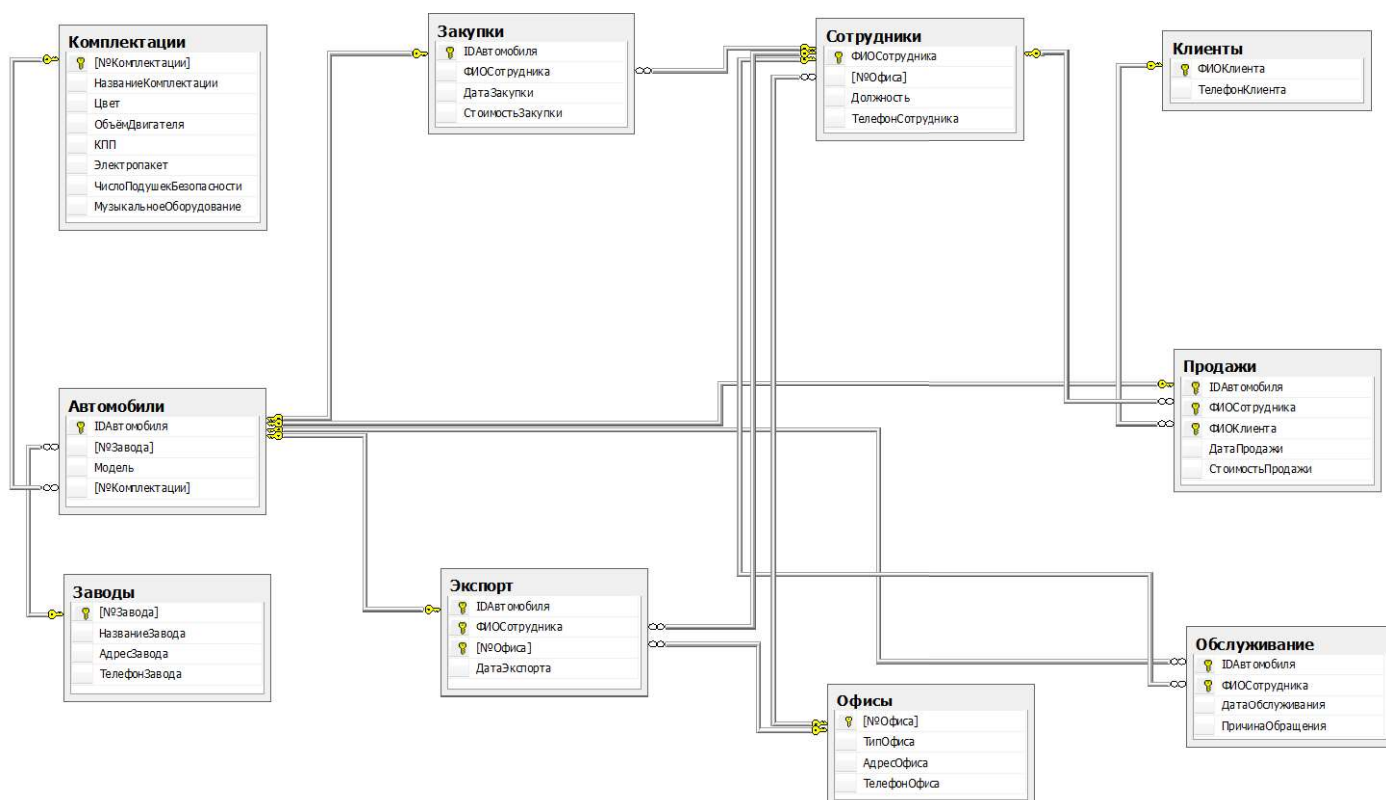 Комплектации
[№Комплектации]
НазваниеКомплектации
Цвет
ОбъёмДвигателя
КПП
Электропакет
ЧислоПодушекБезопасности
МузыкальноеОборудование
Закупки
IDАвтомобиля
ФИОСотрудника
ДатаЗакупки
СтоимостьЗакупки
Сотрудники
ФИОСотрудника
[№Офиса]
Должность
ТелефонСотрудника
Клиенты
ФИОКлиента
ТелефонКлиента
Автомобили
IDАвтомобиля
[№Завода]
Модель
[№Комплектации]
Продажи
IDАвтомобиля
ФИОСотрудника
ФИОКлиента
ДатаПродажи
СтоимостьПродажи
Заводы
[№Завода]
НазваниеЗавода
АдресЗавода
ТелефонЗавода
Экспорт
IDАвтомобиля
ФИОСотрудника
[№Офиса]
ДатаЭкспорта
Офисы
[№Офиса]
ТипОфиса
АдресОфиса
ТелефонОфиса
Обслуживание
IDАвтомобиля
ФИОСотрудника
ДатаОбслуживания
ПричинаОбращения